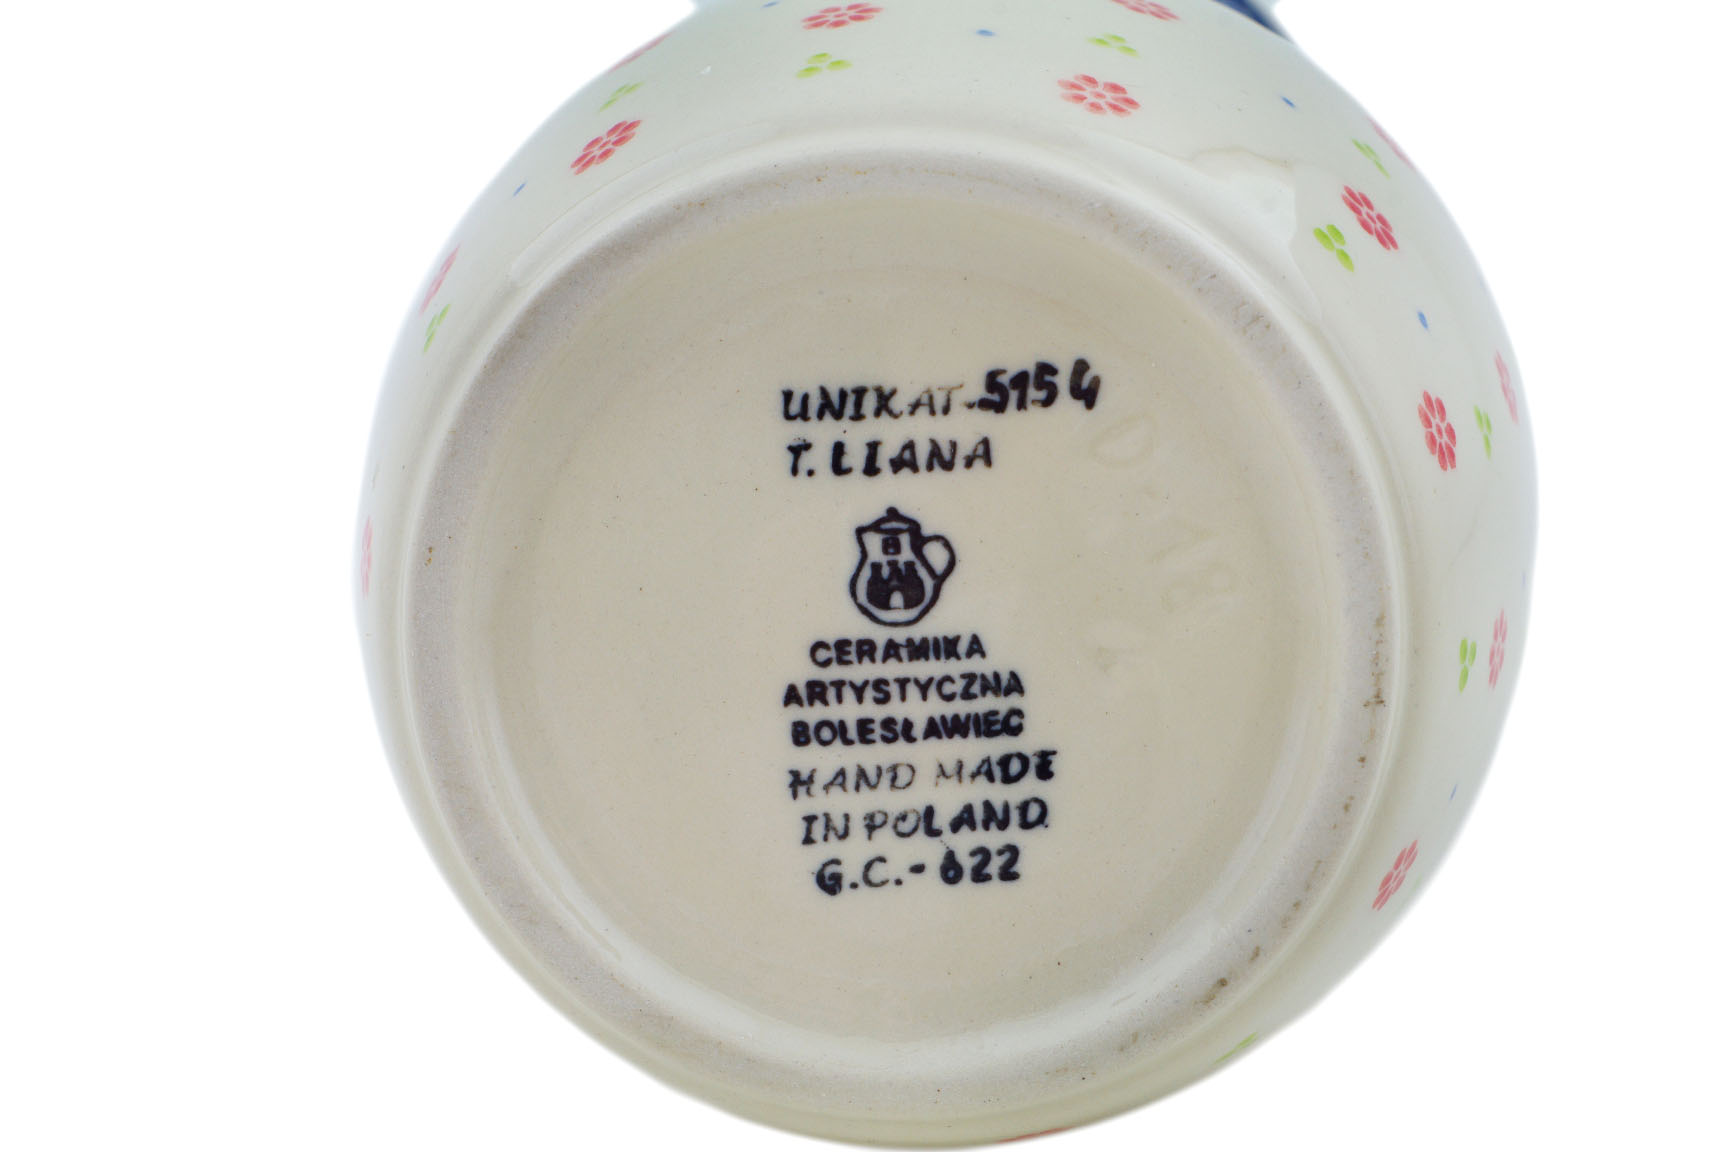 UNIKAT-5154
T. LIANA
CERAMIKA
ARTYSTYCZNA
BOLESŁAWIEC
HAND MADE
IN POLAND
G.C.-622